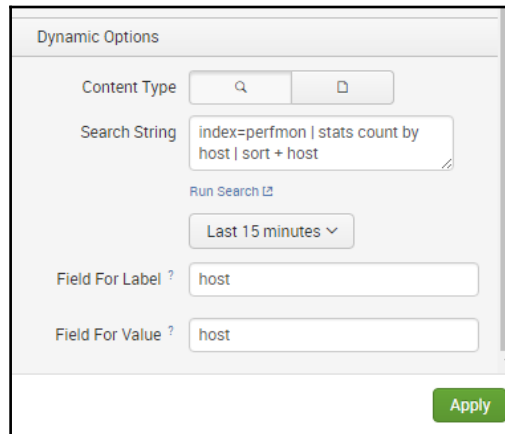 Dynamic Options
Content Type
Search String
index=perfmon | stats count by
host | sort + host
Run Search
Last 15 minutes
Field For Label ?
host
Field For Value ?
host
Apply